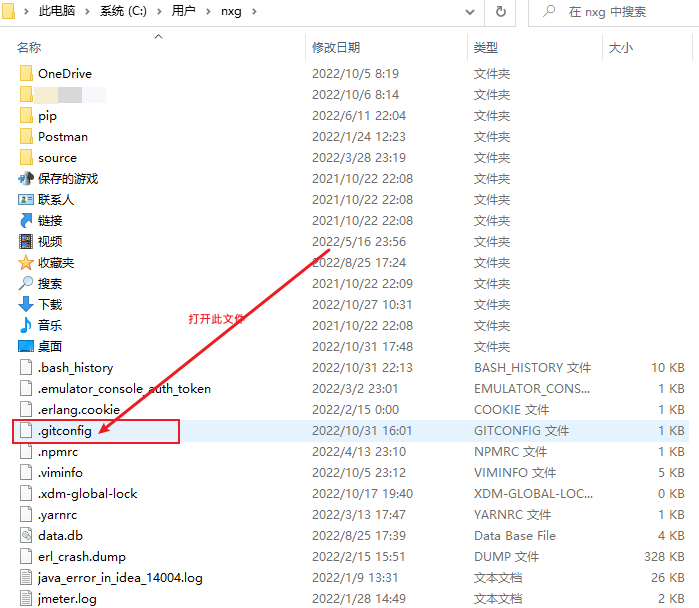 此电脑 › 系统 (C:) › 用户 › nxg ›
在 nxg 中搜索
名称 修改日期 类型 大小
OneDrive 2022/10/5 8:19 文件夹
2022/10/6 8:14 文件夹
pip 2022/6/11 22:04 文件夹
Postman 2022/1/24 12:23 文件夹
source 2022/3/28 23:19 文件夹
保存的游戏 2021/10/22 22:08 文件夹
联系人 2021/10/22 22:08 文件夹
链接 2021/10/22 22:08 文件夹
视频 2022/5/16 23:56 文件夹
收藏夹 2022/8/25 17:24 文件夹
搜索 2021/10/22 22:09 文件夹
下载 2022/10/27 10:31 文件夹
打开此文件
音乐 2021/10/22 22:08 文件夹
桌面 2022/10/31 17:48 文件夹
.bash_history 2022/10/31 22:13 BASH_HISTORY 文件 10 KB
.emulator_console_auth_token 2022/3/2 23:01 EMULATOR_CONS... 1 KB
.erlang.cookie 2022/2/15 0:00 COOKIE 文件 1 KB
.gitconfig 2022/10/31 16:01 GITCONFIG 文件 1 KB
.npmrc 2022/4/13 23:10 NPMRC 文件 1 KB
.viminfo 2022/10/5 23:12 VIMINFO 文件 5 KB
.xdm-global-lock 2022/10/17 19:40 XDM-GLOBAL-LOC... 0 KB
.yarnrc 2022/3/13 17:47 YARNRC 文件 1 KB
data.db 2022/8/25 17:39 Data Base File 4 KB
erl_crash.dump 2022/2/15 15:51 DUMP 文件 328 KB
java_error_in_idea_14004.log 2022/1/9 13:31 文本文档 26 KB
jmeter.log 2022/1/28 14:49 文本文档 2 KB